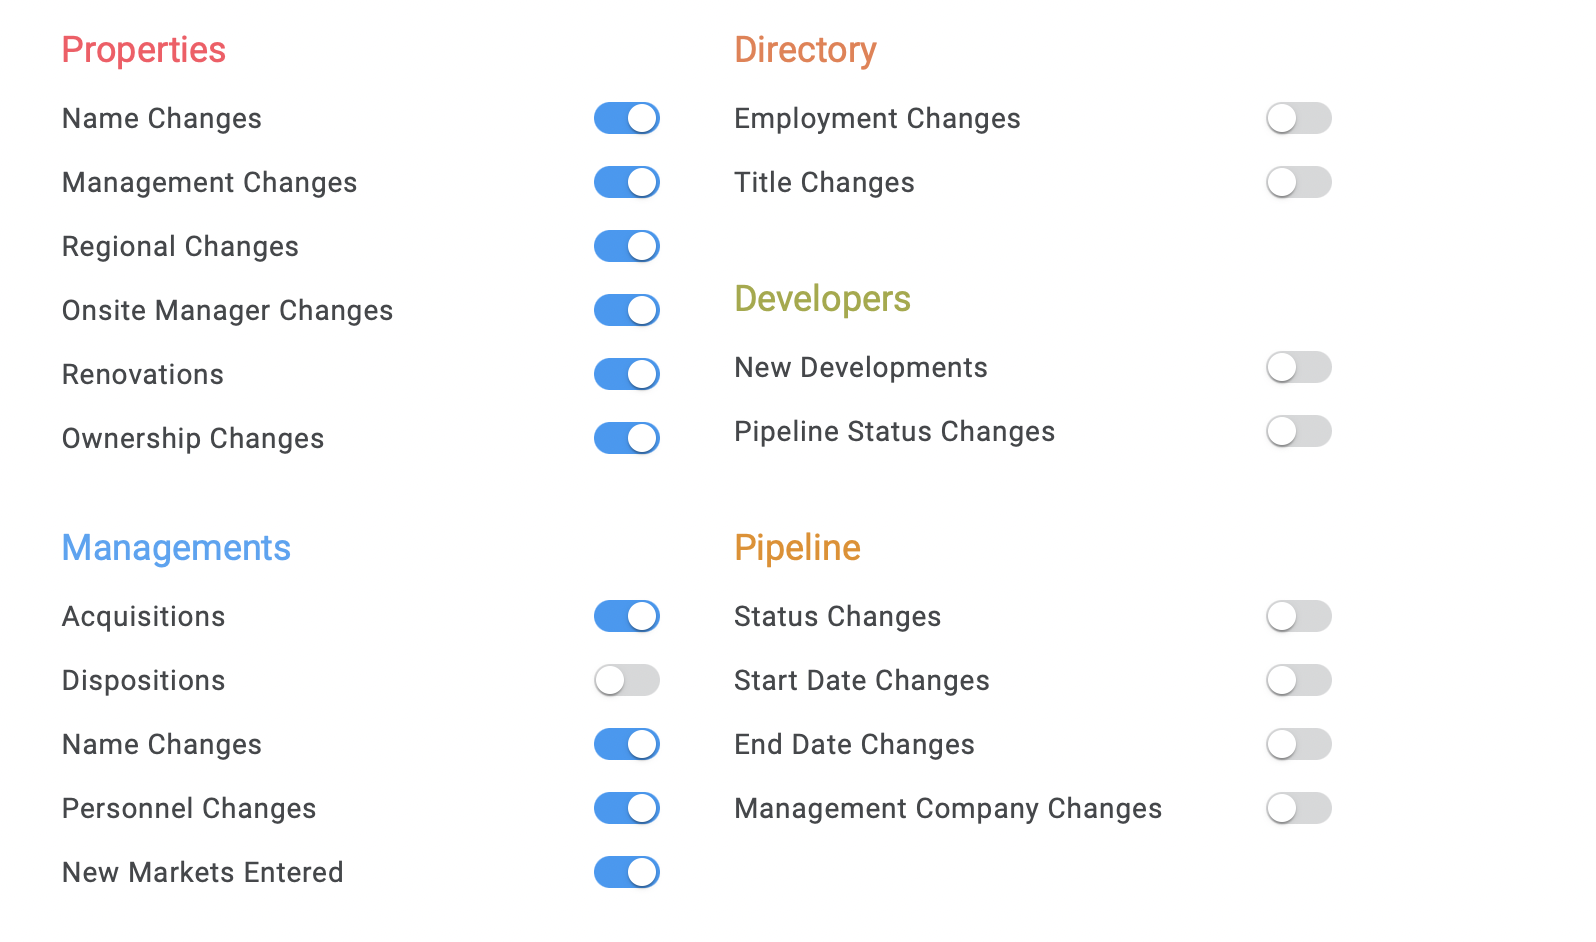 Properties
Name Changes
Management Changes
Regional Changes
Onsite Manager Changes
Renovations
Ownership Changes
Managements
Acquisitions
Dispositions
Name Changes
Personnel Changes
New Markets Entered
Directory
Employment Changes
Title Changes
Developers
New Developments
Pipeline Status Changes
Pipeline
Status Changes
Start Date Changes
End Date Changes
Management Company Changes